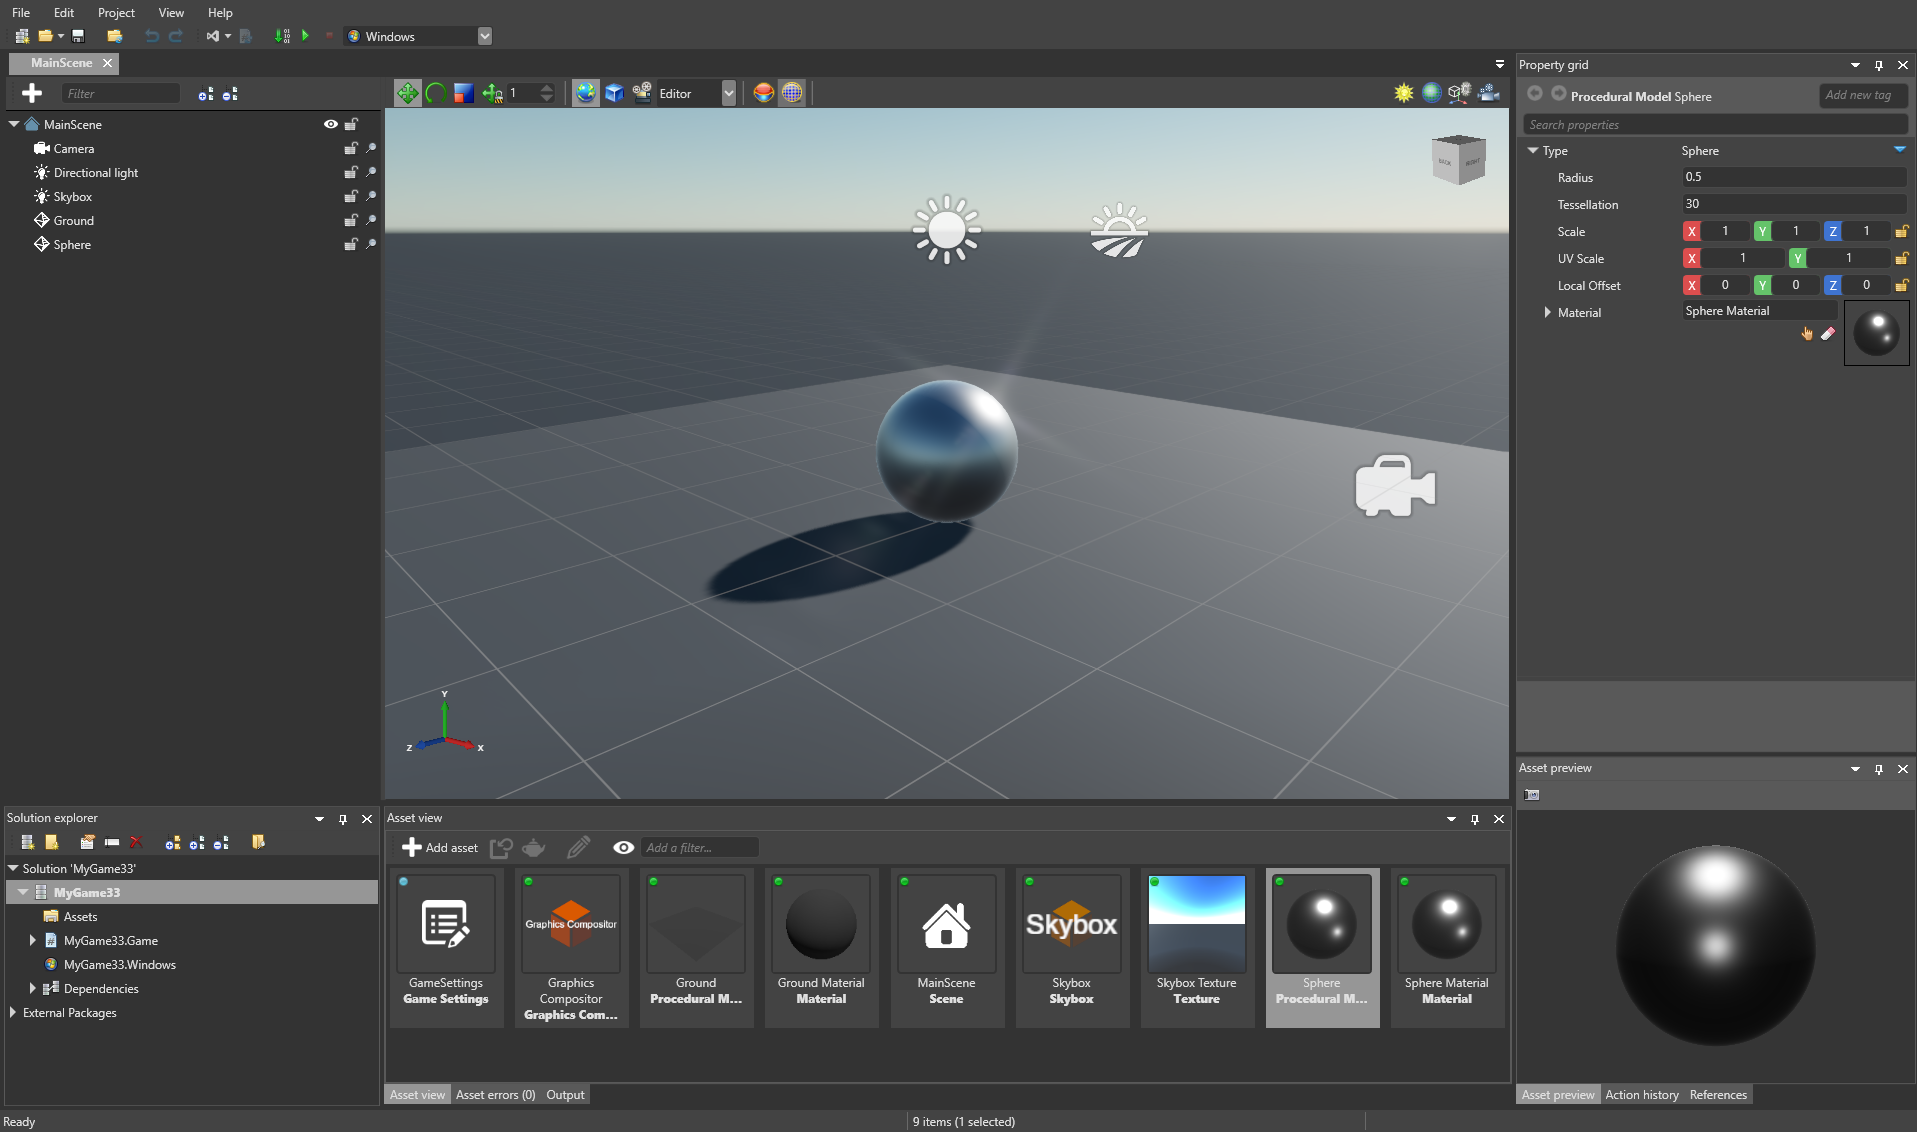 File Edit Project View Help
Windows
MainScene
Filter
1
Editor
MainScene
Camera
Directional light
Skybox
Ground
Sphere
BACK RIGHT
Y
Z X
Property grid
Procedural Model Sphere
Add new tag
Search properties
Type Sphere
Radius 0.5
Tessellation 30
Scale X 1 Y 1 Z 1
UV Scale X 1 Y 1
Local Offset X 0 Y 0 Z 0
Material Sphere Material
Solution explorer
Solution 'MyGame33'
MyGame33
Assets
MyGame33.Game
MyGame33.Windows
Dependencies
External Packages
Asset view
Add asset
Add a filter...
GameSettings
Game Settings
Graphics Compositor
Graphics
Compositor
Graphics Com...
Ground
Procedural M...
Ground Material
Material
MainScene
Scene
Skybox
Skybox
Skybox
Skybox Texture
Texture
Sphere
Procedural M...
Sphere Material
Material
Asset view Asset errors (0) Output
Asset preview
Asset preview Action history References
Ready
9 items (1 selected)